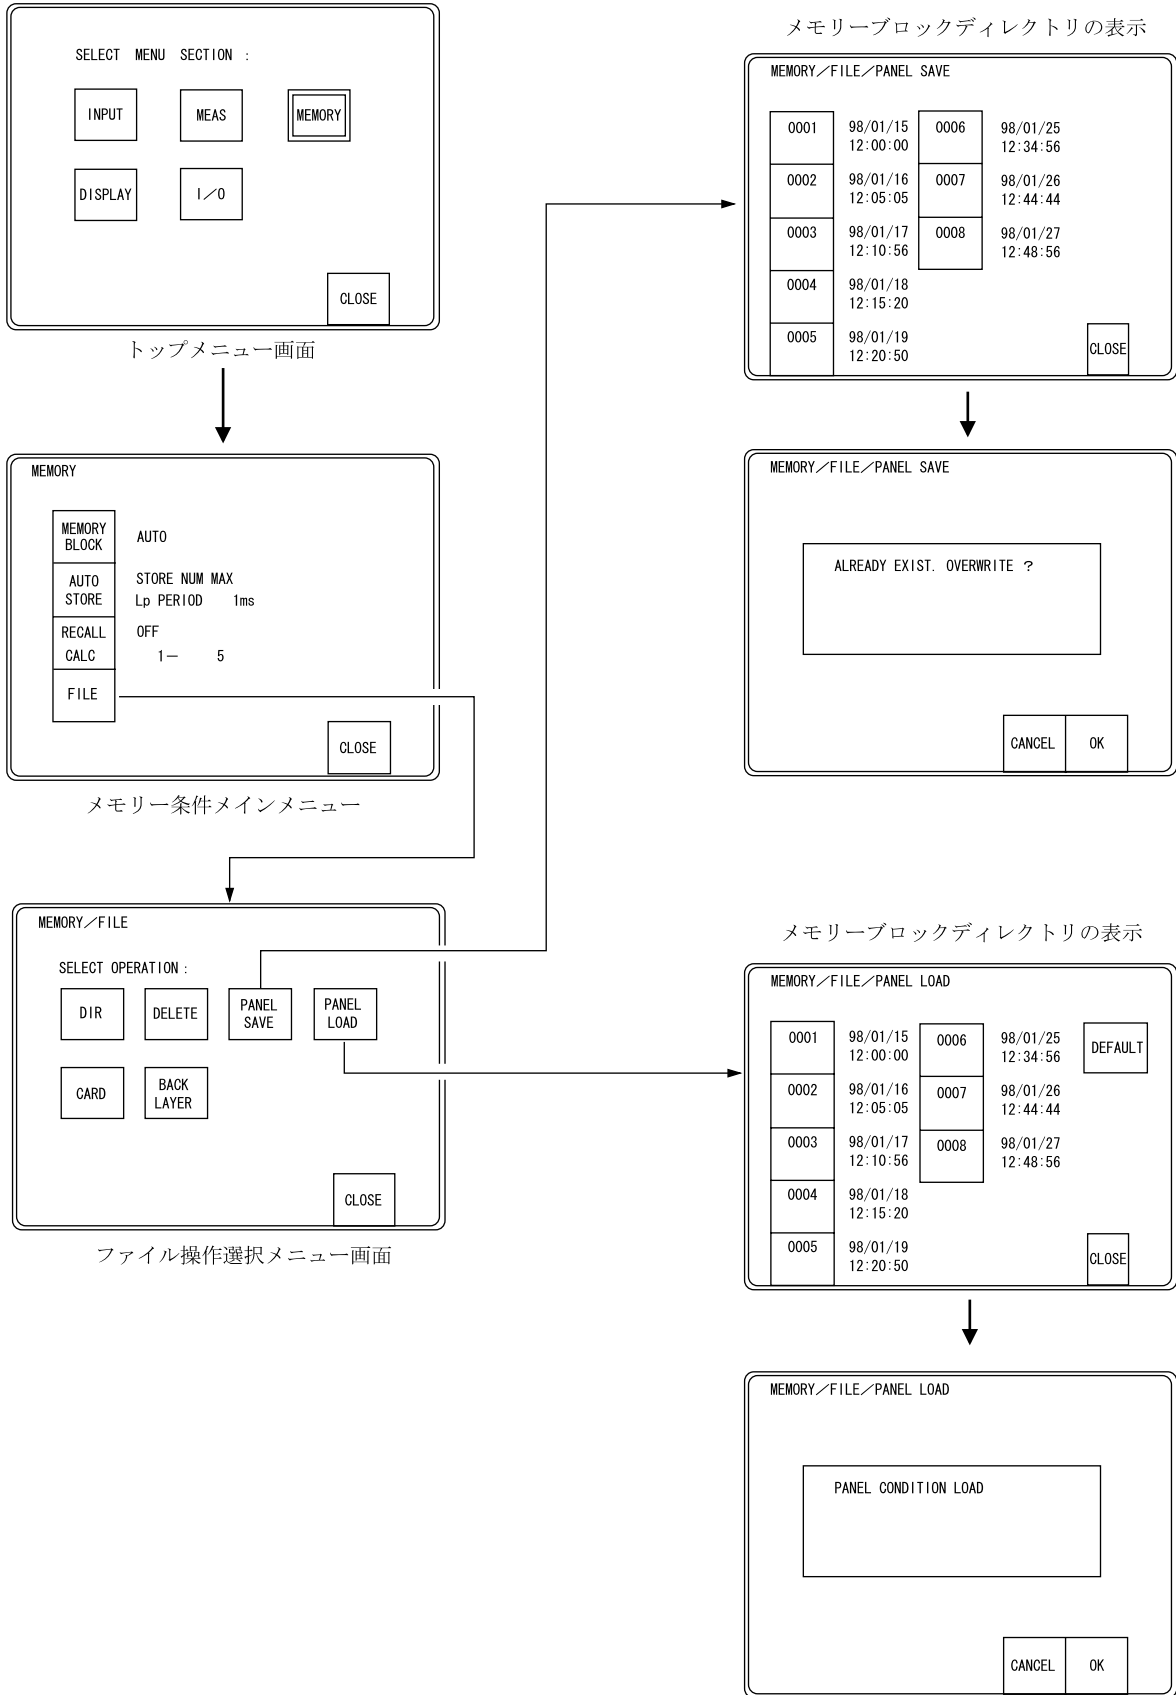 SELECT MENU SECTION :
INPUT MEAS MEMORY
DISPLAY I／O
CLOSE
トップメニュー画面
MEMORY
MEMORY
BLOCK
AUTO
AUTO
STORE
STORE NUM MAX
Lp PERIOD 1ms
RECALL
CALC
OFF
1－ 5
FILE
CLOSE
メモリー条件メインメニュー
MEMORY／FILE
SELECT OPERATION :
DIR
DELETE
PANEL
SAVE
PANEL
LOAD
CARD
BACK
LAYER
CLOSE
ファイル操作選択メニュー画面
メモリーブロックディレクトリの表示
MEMORY／FILE／PANEL SAVE
0001
98/01/15
12:00:00
0002
98/01/16
12:05:05
0003
98/01/17
12:10:56
0004
98/01/18
12:15:20
0005
98/01/19
12:20:50
0006
98/01/25
12:34:56
0007
98/01/26
12:44:44
0008
98/01/27
12:48:56
CLOSE
MEMORY／FILE／PANEL SAVE
ALREADY EXIST. OVERWRITE ?
CANCEL OK
メモリーブロックディレクトリの表示
MEMORY／FILE／PANEL LOAD
0001
98/01/15
12:00:00
0002
98/01/16
12:05:05
0003
98/01/17
12:10:56
0004
98/01/18
12:15:20
0005
98/01/19
12:20:50
0006
98/01/25
12:34:56
0007
98/01/26
12:44:44
0008
98/01/27
12:48:56
DEFAULT
CLOSE
MEMORY／FILE／PANEL LOAD
PANEL CONDITION LOAD
CANCEL OK